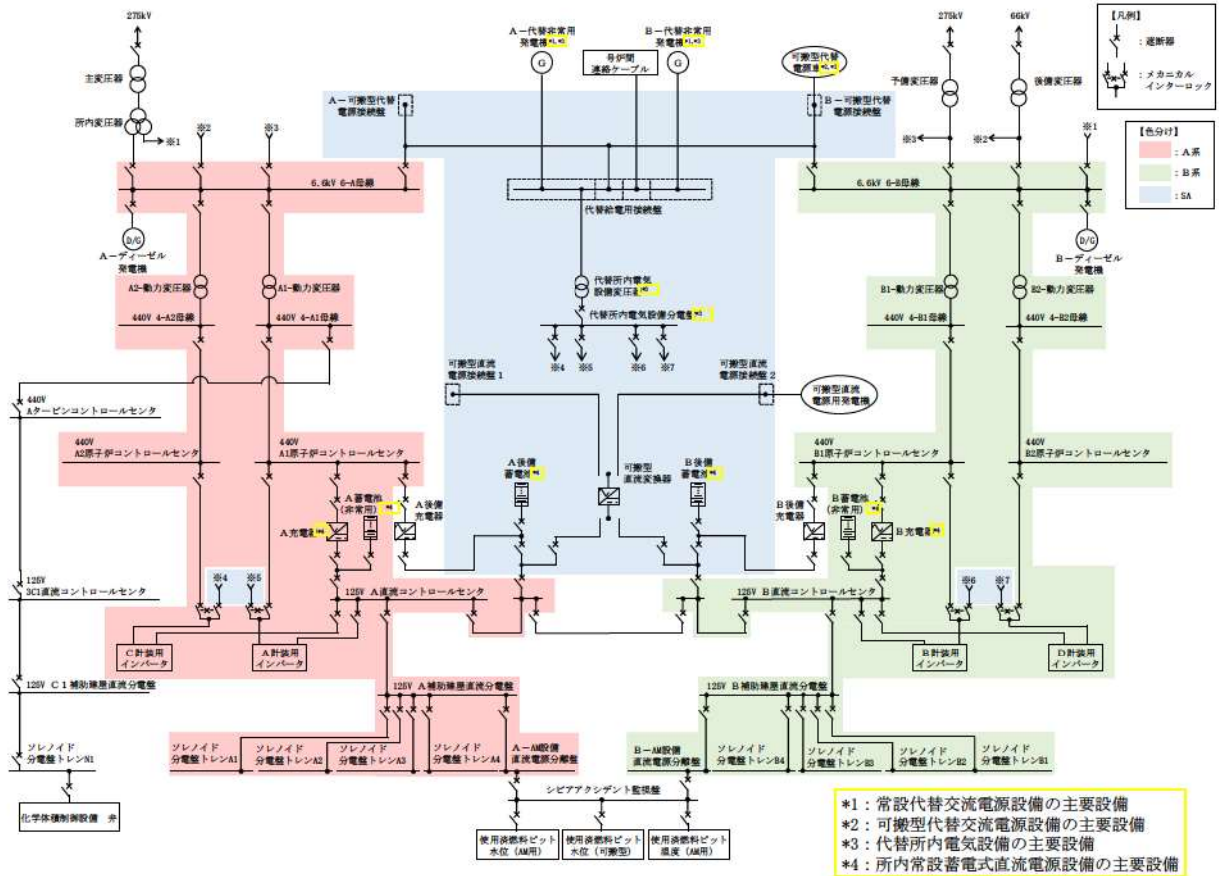 275kV
主変圧器
所内変圧器
※1
※2
※3
A-代替非常用
発電機*1,*3
号炉間
連絡ケーブル
B-代替非常用
発電機*1,*3
可搬型代替
電源車
275kV
66kV
予備変圧器
後備変圧器
※3
※2
※1
【凡例】
:遮断器
:メカニカル
インターロック
【色分け】
:A系
:B系
:SA
A-可搬型代替
電源接続盤
B-可搬型代替
電源接続盤
G
G
6.6kV 6-A母線
6.6kV 6-B母線
代替給電用接続盤
D/G
A-ディーゼル
発電機
D/G
B-ディーゼル
発電機
A2-動力変圧器
A1-動力変圧器
代替所内電気
設備変圧器*3
B1-動力変圧器
B2-動力変圧器
440V 4-A2母線
440V 4-A1母線
代替所内電気設備分電盤*3
440V 4-B1母線
440V 4-B2母線
※4
※5
※6
※7
可搬型直流
電源接続盤1
可搬型直流
電源接続盤2
可搬型直流
電源用発電機
440V
Aタービンコントロールセンタ
440V
A2原子炉コントロールセンタ
440V
A1原子炉コントロールセンタ
440V
B1原子炉コントロールセンタ
440V
B2原子炉コントロールセンタ
A充電器*4
A蓄電池
(非常用)*4
A後備
充電器
A後備
蓄電池*4
可搬型
直流変換器
B後備
蓄電池*4
B後備
充電器
B蓄電池
(非常用)*4
B充電器*4
125V
3C1直流コントロールセンタ
※4
※5
125V A直流コントロールセンタ
125V B直流コントロールセンタ
※6
※7
C計装用
インバータ
A計装用
インバータ
B計装用
インバータ
D計装用
インバータ
125V C1補助建屋直流分電盤
125V A補助建屋直流分電盤
125V B補助建屋直流分電盤
ソレノイド
分電盤トレンN1
ソレノイド
分電盤トレンA1
ソレノイド
分電盤トレンA2
ソレノイド
分電盤トレンA3
ソレノイド
分電盤トレンA4
A-AM設備
直流電源分離盤
B-AM設備
直流電源分離盤
ソレノイド
分電盤トレンB4
ソレノイド
分電盤トレンB3
ソレノイド
分電盤トレンB2
ソレノイド
分電盤トレンB1
シビアアクシデント監視盤
化学体積制御設備 弁
使用済燃料ピット
水位(AM用)
使用済燃料ピット
水位(可搬型)
使用済燃料ピット
温度(AM用)
*1:常設代替交流電源設備の主要設備
*2:可搬型代替交流電源設備の主要設備
*3:代替所内電気設備の主要設備
*4:所内常設蓄電式直流電源設備の主要設備